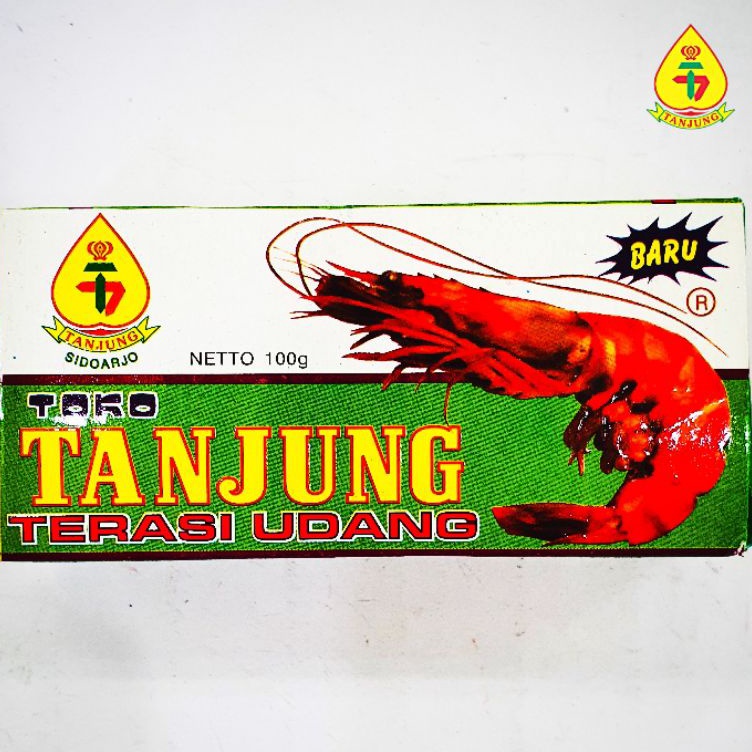 TANJUNG
TANJUNG
SIDOARJO
NETTO 100g
BARU
®
TOKO
TANJUNG
TERASI UDANG